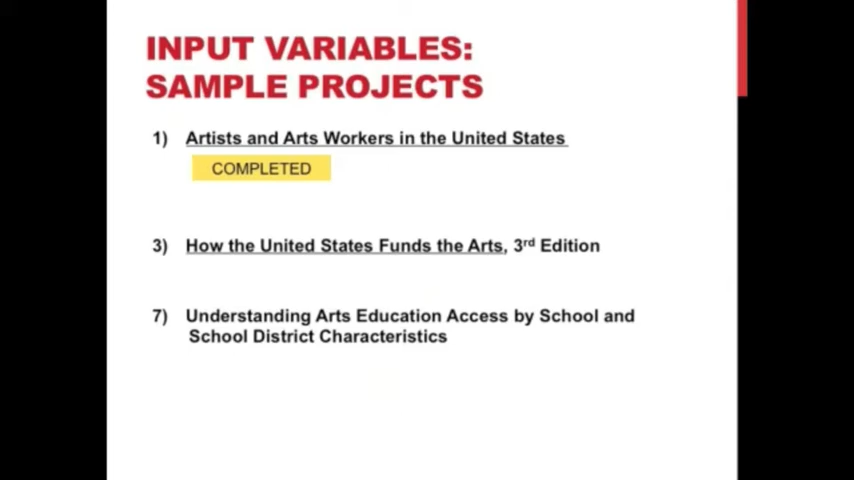 INPUT VARIABLES:
SAMPLE PROJECTS
1) Artists and Arts Workers in the United States
COMPLETED
3) How the United States Funds the Arts, 3rd Edition
7) Understanding Arts Education Access by School and
School District Characteristics